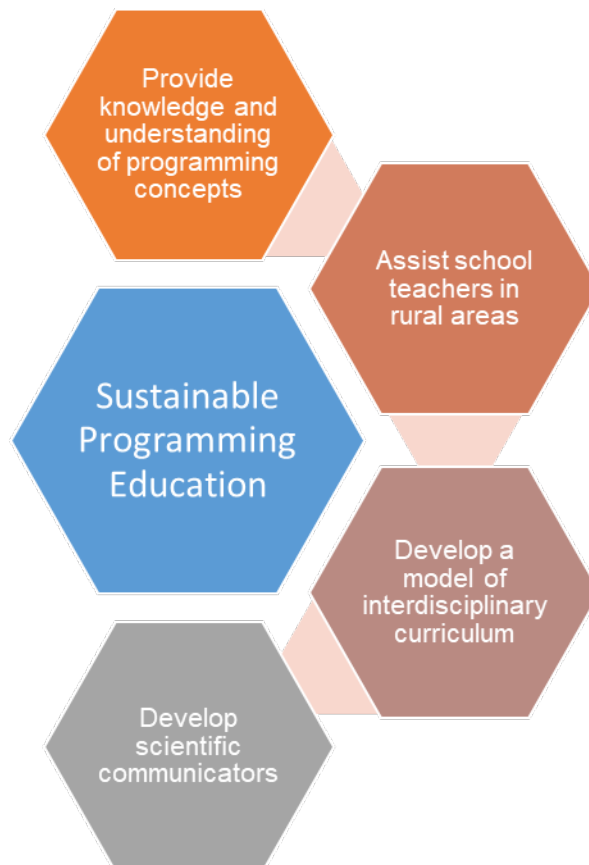 Provide
knowledge and
understanding
of programming
concepts
Assist school
teachers in
rural areas
Sustainable
Programming
Education
Develop a
model of
interdisciplinary
curriculum
Develop
scientific
communicators